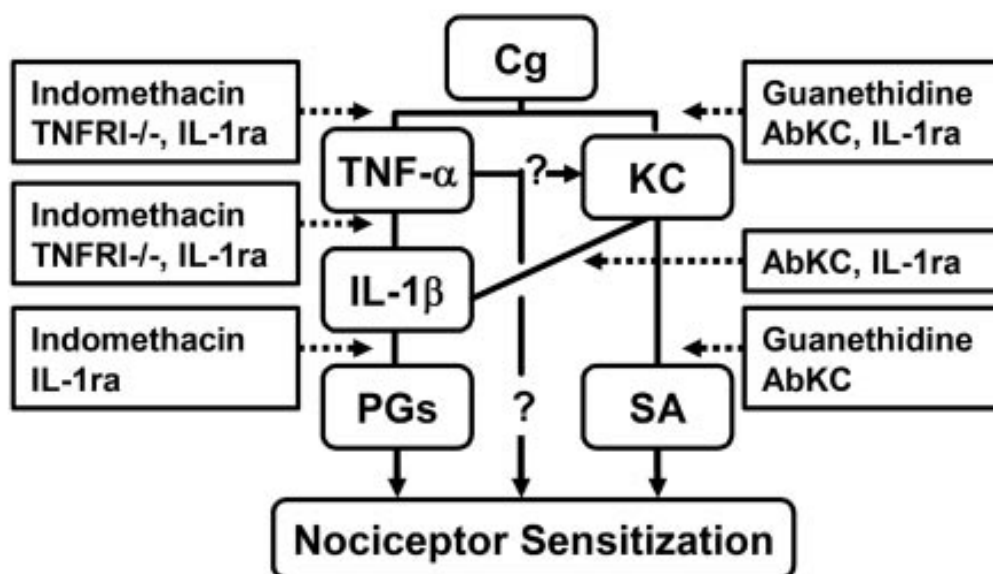 Cg
Indomethacin
TNFRI-/-, IL-1ra
Guanethidine
AbKC, IL-1ra
TNF-α
?
KC
Indomethacin
TNFRI-/-, IL-1ra
AbKC, IL-1ra
IL-1β
Indomethacin
IL-1ra
Guanethidine
AbKC
PGs
?
SA
Nociceptor Sensitization